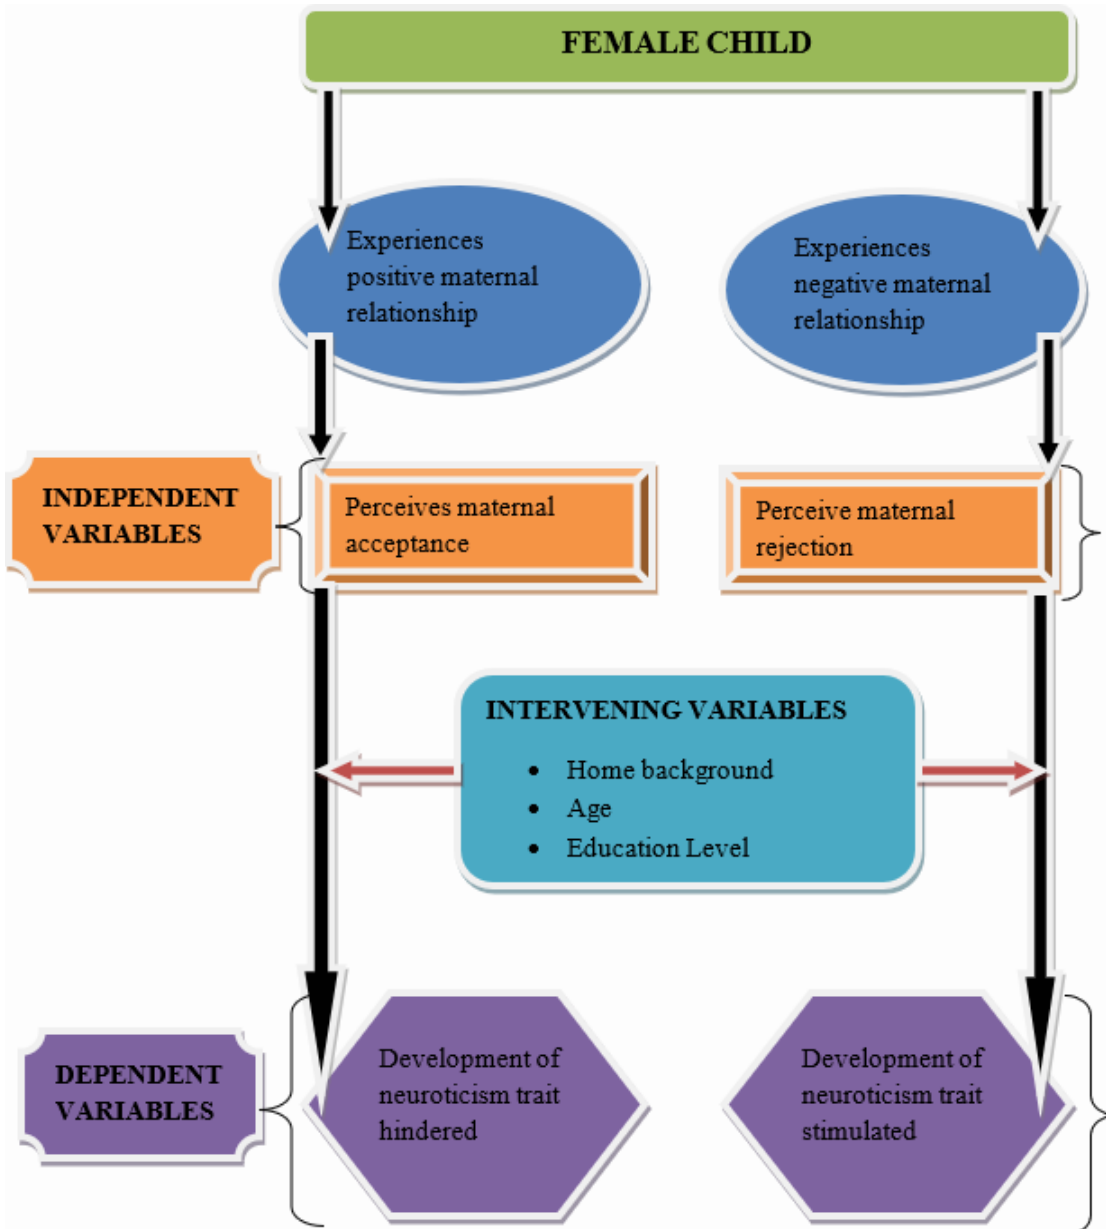 FEMALE CHILD
Experiences
positive maternal
relationship
Experiences
negative maternal
relationship
INDEPENDENT
VARIABLES
Perceives maternal
acceptance
Perceive maternal
rejection
INTERVENING VARIABLES
• Home background
• Age
• Education Level
DEPENDENT
VARIABLES
Development of
neuroticism trait
hindered
Development of
neuroticism trait
stimulated